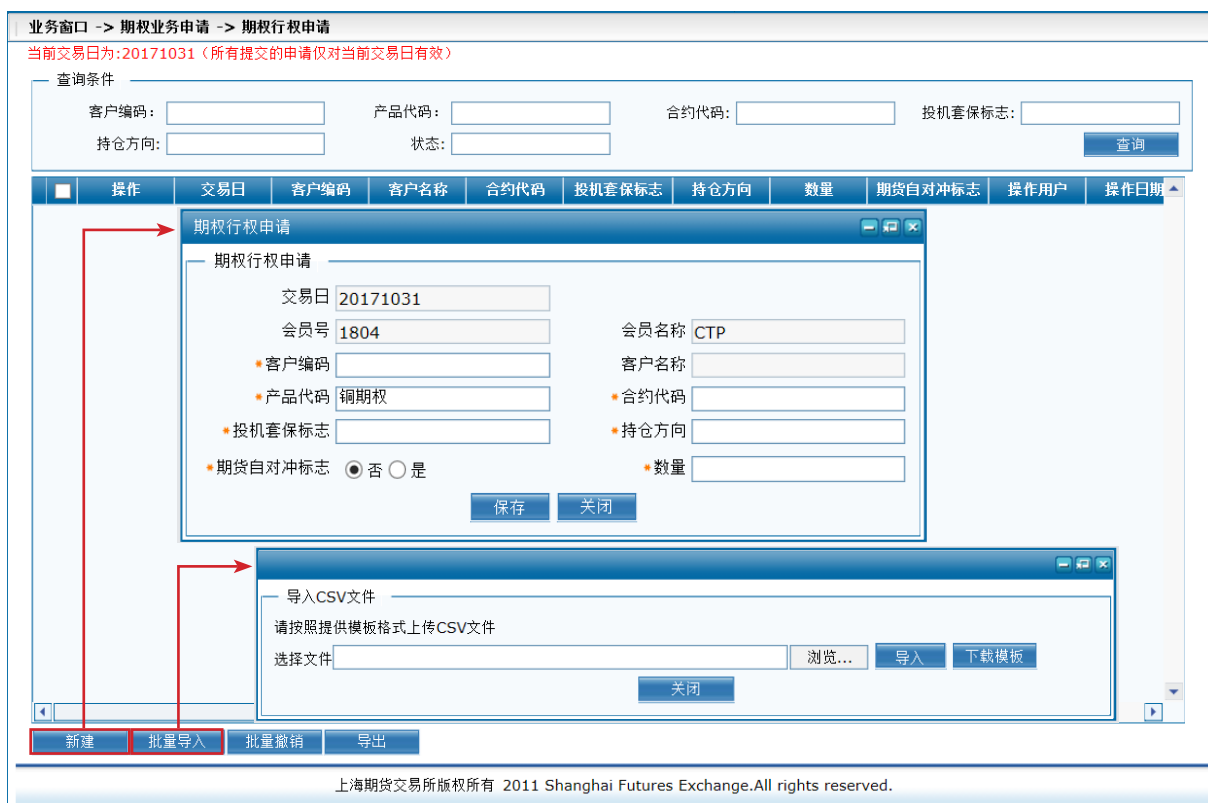 业务窗口 -> 期权业务申请 -> 期权行权申请
当前交易日为:20171031（所有提交的申请仅对当前交易日有效）
查询条件
客户编码: 产品代码: 合约代码: 投机套保标志:
持仓方向: 状态: 查询
操作 交易日 客户编码 客户名称 合约代码 投机套保标志 持仓方向 数量 期货自对冲标志 操作用户 操作日期
期权行权申请
期权行权申请
交易日 20171031
会员号 1804 会员名称 CTP
*客户编码 客户名称
*产品代码 铜期权 *合约代码
*投机套保标志 *持仓方向
*期货自对冲标志 否 是 *数量
保存 关闭
导入CSV文件
请按照提供模板格式上传CSV文件
选择文件 浏览... 导入 下载模板
关闭
新建 批量导入 批量撤销 导出
上海期货交易所版权所有 2011 Shanghai Futures Exchange.All rights reserved.